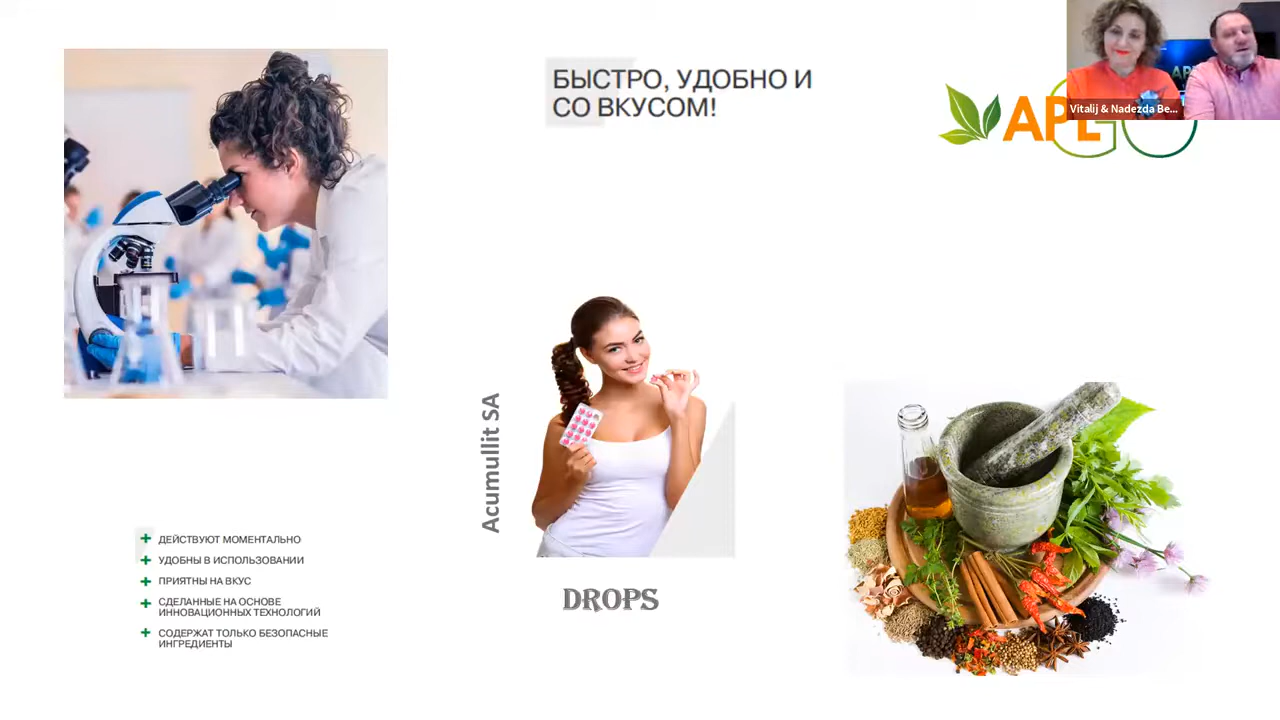 БЫСТРО, УДОБНО И
СО ВКУСОМ!
APLGO
Vitalij & Nadezda Be...
Acumullit SA
DROPS
ДЕЙСТВУЮТ МОМЕНТАЛЬНО
УДОБНЫ В ИСПОЛЬЗОВАНИИ
ПРИЯТНЫ НА ВКУС
СДЕЛАННЫЕ НА ОСНОВЕ
ИННОВАЦИОННЫХ ТЕХНОЛОГИЙ
СОДЕРЖАТ ТОЛЬКО БЕЗОПАСНЫЕ
ИНГРЕДИЕНТЫ